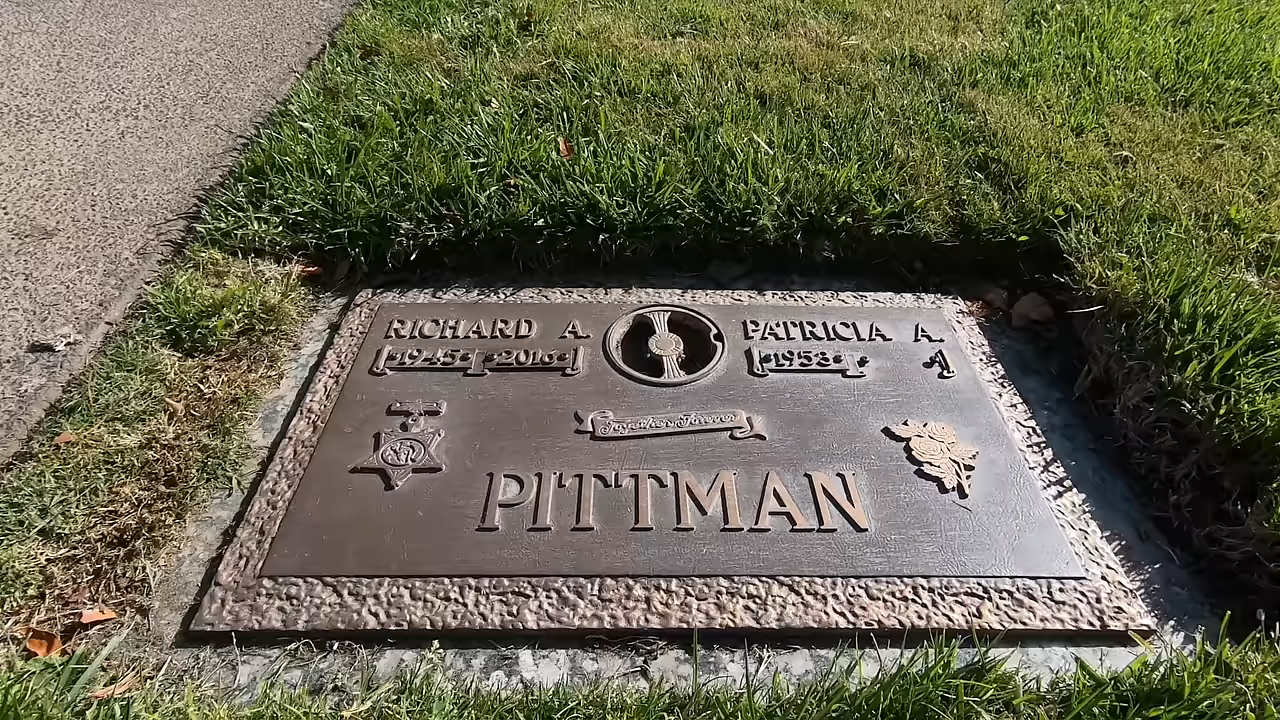 RICHARD A. PATRICIA A.
1945 2016 1953
Together Forever
PITTMAN